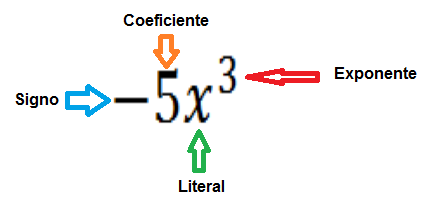 Coeficiente
Signo
−5x³
Exponente
Literal